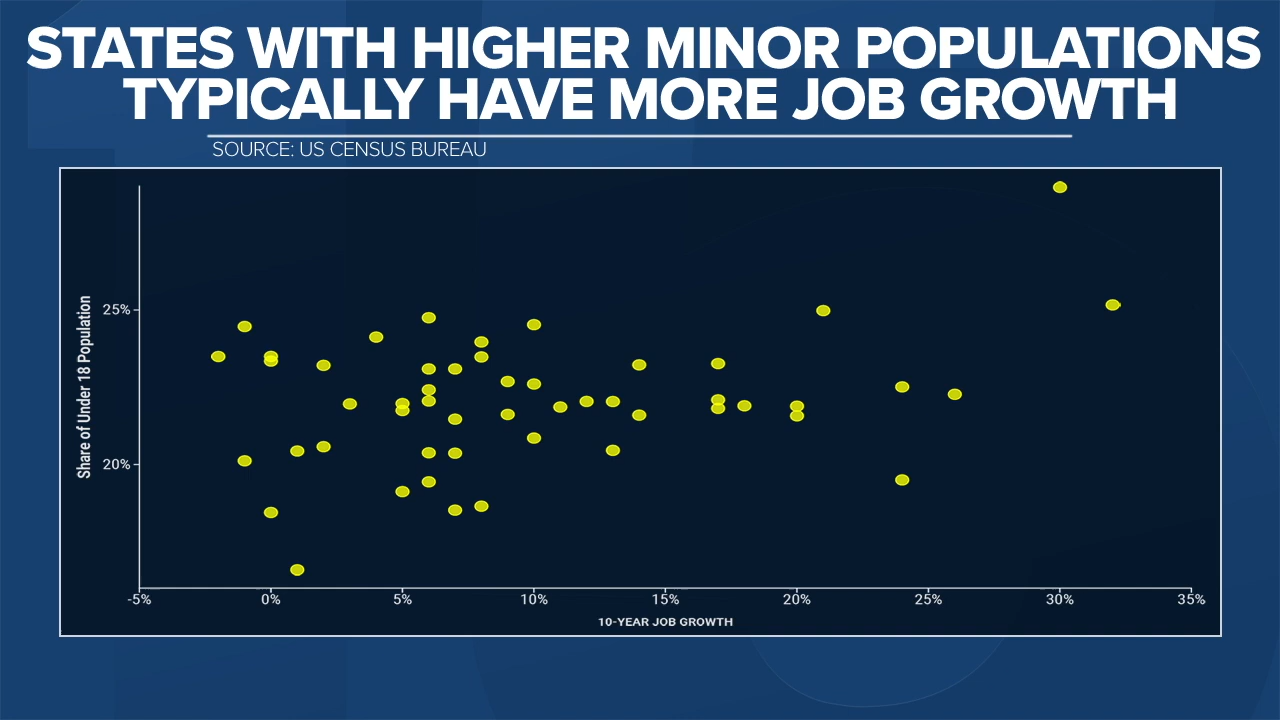 STATES WITH HIGHER MINOR POPULATIONS
TYPICALLY HAVE MORE JOB GROWTH
SOURCE: US CENSUS BUREAU
Share of Under 18 Population
25%
20%
-5% 0% 5% 10% 15% 20% 25% 30% 35%
10-YEAR JOB GROWTH